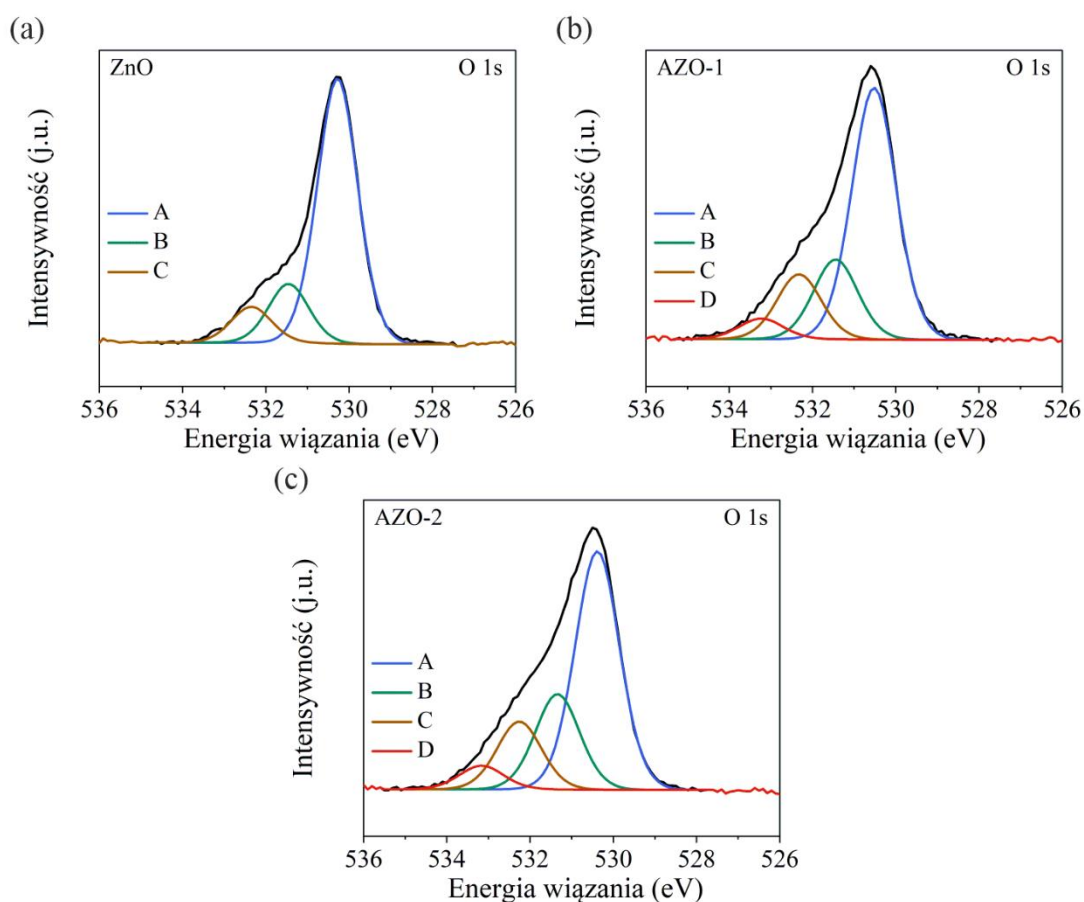 (a)
ZnO O 1s
A
B
C
Intensywność (j.u.)
536 534 532 530 528 526
Energia wiązania (eV)
(b)
AZO-1 O 1s
A
B
C
D
Intensywność (j.u.)
536 534 532 530 528 526
Energia wiązania (eV)
(c)
AZO-2 O 1s
A
B
C
D
Intensywność (j.u.)
536 534 532 530 528 526
Energia wiązania (eV)